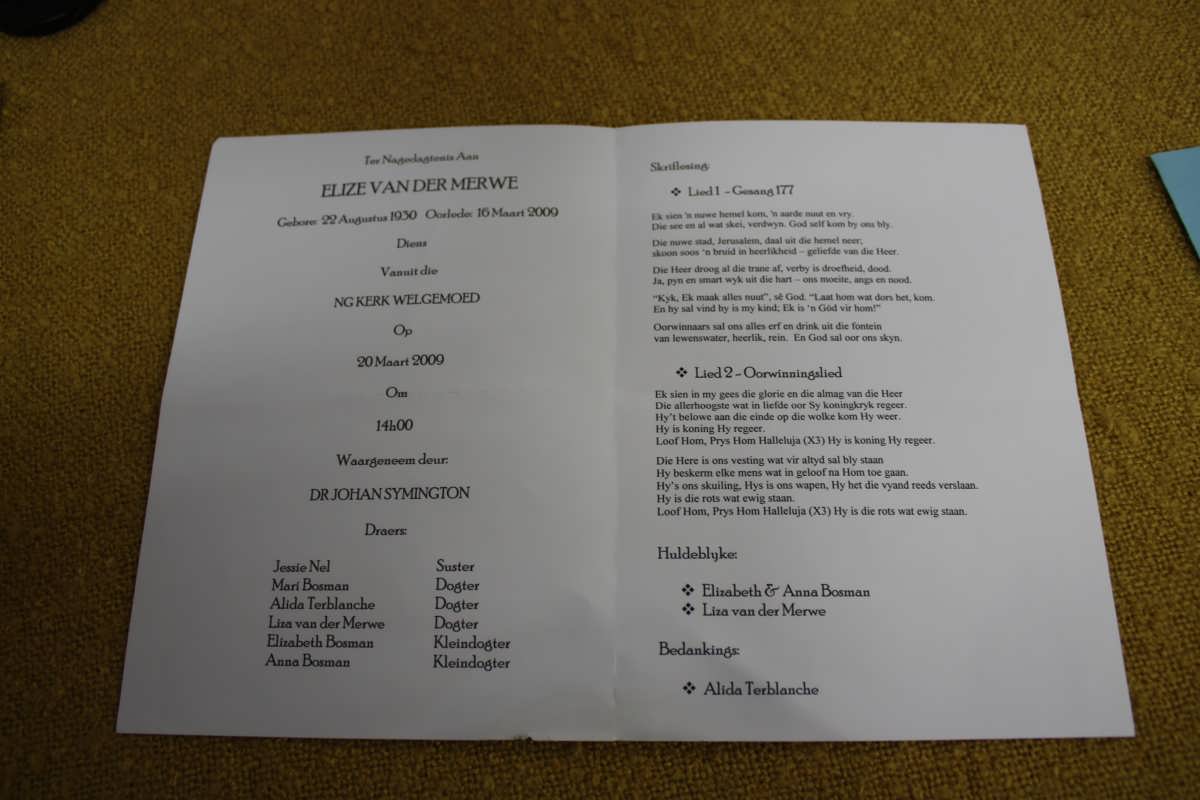 Ter Nagedagtenis Aan
ELIZE VAN DER MERWE
Gebore: 22 Augustus 1930 Oorlede: 16 Maart 2009
Diens
Vanuit die
NG KERK WELGEMOED
Op
20 Maart 2009
Om
14h00
Waargeneem deur:
DR JOHAN SYMINGTON
Draers:
Jessie Nel Suster
Mari Bosman Dogter
Alida Terblanche Dogter
Liza van der Merwe Dogter
Elizabeth Bosman Kleindogter
Anna Bosman Kleindogter
Skriflesing:
❖ Lied 1 - Gesang 177
Ek sien 'n nuwe hemel kom, 'n aarde nuut en vry.
Die see en al wat skei, verdwyn. God self kom by ons bly.
Die nuwe stad, Jerusalem, daal uit die hemel neer;
skoon soos 'n bruid in heerlikheid – geliefde van die Heer.
Die Heer droog al die trane af, verby is droefheid, dood.
Ja, pyn en smart wyk uit die hart – ons moeite, angs en nood.
"Kyk, Ek maak alles nuut", sê God. "Laat hom wat dors het, kom.
En hy sal vind hy is my kind; Ek is 'n Gód vir hom!"
Oorwinnaars sal ons alles erf en drink uit die fontein
van lewenswater, heerlik, rein. En God sal oor ons skyn.
❖ Lied 2 - Oorwinningslied
Ek sien in my gees die glorie en die almag van die Heer
Die allerhoogste wat in liefde oor Sy koningkryk regeer.
Hy't belowe aan die einde op die wolke kom Hy weer.
Hy is koning Hy regeer.
Loof Hom, Prys Hom Halleluja (X3) Hy is koning Hy regeer.
Die Here is ons vesting wat vir altyd sal bly staan
Hy beskerm elke mens wat in geloof na Hom toe gaan.
Hy's ons skuiling, Hys is ons wapen, Hy het die vyand reeds verslaan.
Hy is die rots wat ewig staan.
Loof Hom, Prys Hom Halleluja (X3) Hy is die rots wat ewig staan.
Huldeblyke:
❖ Elizabeth & Anna Bosman
❖ Liza van der Merwe
Bedankings:
❖ Alida Terblanche